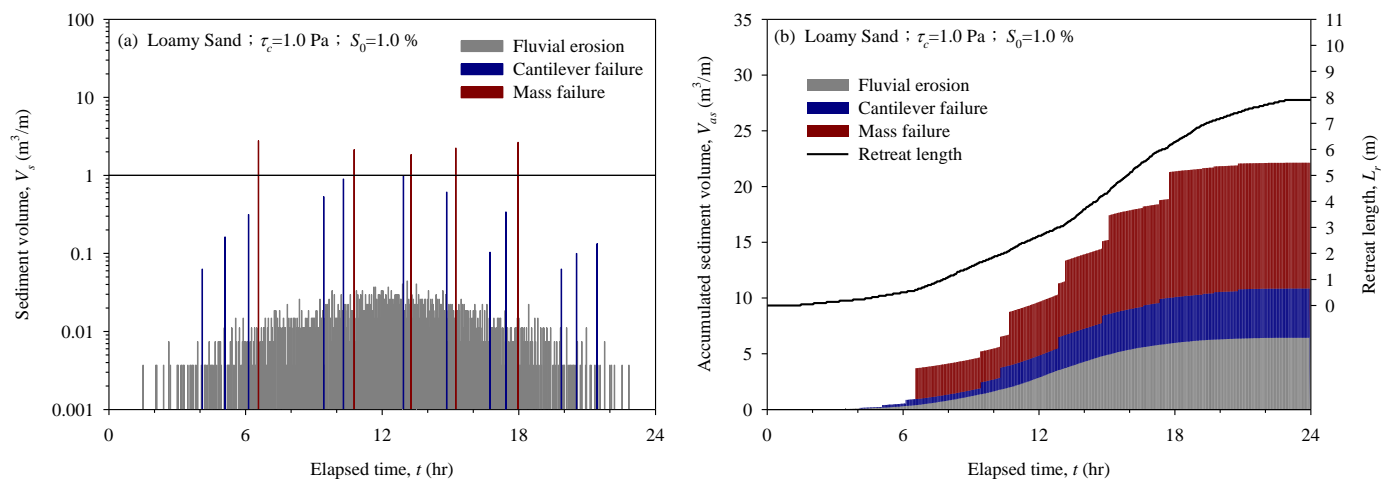 (a) Loamy Sand；τc=1.0 Pa；S0=1.0 %
Fluvial erosion
Cantilever failure
Mass failure
Sediment volume, Vs (m³/m)
100
10
1
0.1
0.01
0.001
0
6
12
18
24
Elapsed time, t (hr)
(b) Loamy Sand；τc=1.0 Pa；S0=1.0 %
Fluvial erosion
Cantilever failure
Mass failure
Retreat length
Accumulated sediment volume, Vas (m³/m)
35
30
25
20
15
10
5
0
11
10
9
8
7
6
5
4
3
2
1
0
Retreat length, Lr (m)
0
6
12
18
24
Elapsed time, t (hr)